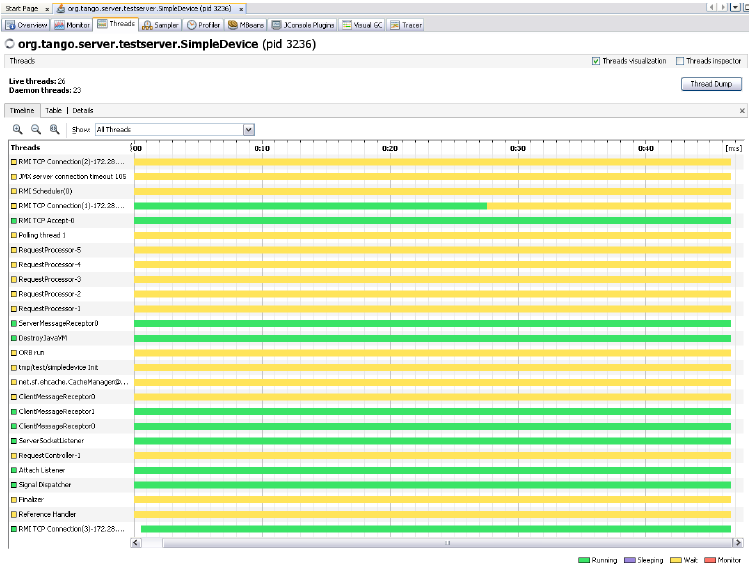 Start Page × org.tango.server.testserver.SimpleDevice (pid 3236) ×
Overview Monitor Threads Sampler Profiler MBeans JConsole Plugins Visual GC Tracer
org.tango.server.testserver.SimpleDevice (pid 3236)
Threads Threads visualization Threads inspector
Live threads: 26
Daemon threads: 23
Thread Dump
Timeline Table Details
Show: All Threads
Threads 0:10 0:20 0:30 0:40 [m:s]
RMI TCP Connection(2)-172.28....
JMX server connection timeout 106
RMI Scheduler(0)
RMI TCP Connection(1)-172.28....
RMI TCP Accept-0
Polling thread 1
RequestProcessor-5
RequestProcessor-4
RequestProcessor-3
RequestProcessor-2
RequestProcessor-1
ServerMessageReceptor0
DestroyJavaVM
ORB run
tmp/test/simpledevice Init
net.sf.ehcache.CacheManager@...
ClientMessageReceptor0
ClientMessageReceptor1
ClientMessageReceptor0
ServerSocketListener
RequestController-1
Attach Listener
Signal Dispatcher
Finalizer
Reference Handler
RMI TCP Connection(3)-172.28....
Running Sleeping Wait Monitor